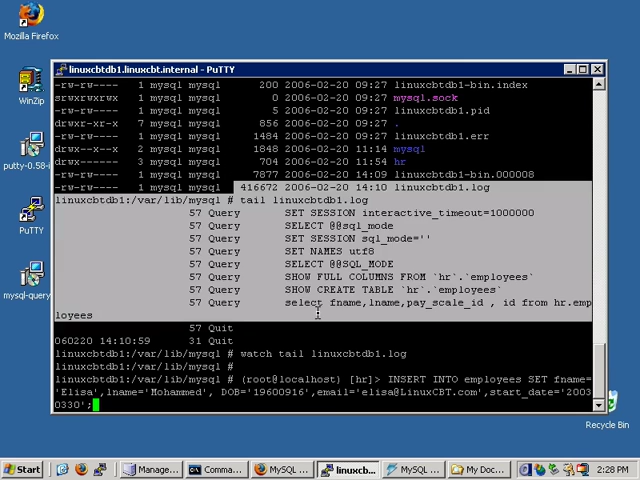 Mozilla Firefox
WinZip
putty-0.58-i
PuTTY
mysql-query
Recycle Bin
linuxcbtdb1.linuxcbt.internal - PuTTY
-rw-rw----  1 mysql mysql    200 2006-02-20 09:27 linuxcbtdb1-bin.index
srwxrwxrwx  1 mysql mysql      0 2006-02-20 09:27 mysql.sock
-rw-rw----  1 mysql mysql      5 2006-02-20 09:27 linuxcbtdb1.pid
drwxr-xr-x  7 mysql mysql    856 2006-02-20 09:27 .
-rw-rw----  1 mysql mysql   1484 2006-02-20 09:27 linuxcbtdb1.err
drwx--x--x  2 mysql mysql   1848 2006-02-20 11:14 mysql
drwx------  3 mysql mysql    704 2006-02-20 11:54 hr
-rw-rw----  1 mysql mysql   7877 2006-02-20 14:09 linuxcbtdb1-bin.000008
-rw-rw----  1 mysql mysql 416672 2006-02-20 14:10 linuxcbtdb1.log
linuxcbtdb1:/var/lib/mysql # tail linuxcbtdb1.log
57 Query       SET SESSION interactive_timeout=1000000
57 Query       SELECT @@sql_mode
57 Query       SET SESSION sql_mode=''
57 Query       SET NAMES utf8
57 Query       SELECT @@SQL_MODE
57 Query       SHOW FULL COLUMNS FROM `hr`.`employees`
57 Query       SHOW CREATE TABLE `hr`.`employees`
57 Query       select fname,lname,pay_scale_id , id from hr.emp
loyees
57 Quit
060220 14:10:59      31 Quit
linuxcbtdb1:/var/lib/mysql # watch tail linuxcbtdb1.log
linuxcbtdb1:/var/lib/mysql #
linuxcbtdb1:/var/lib/mysql # (root@localhost) [hr]> INSERT INTO employees SET fname=
'Elisa',lname='Mohammed', DOB='19600916',email='elisa@LinuxCBT.com',start_date='2003
0330';
Start
Manage...
Comma...
MySQL ...
linuxcb...
MySQL ...
My Doc...
2:28 PM